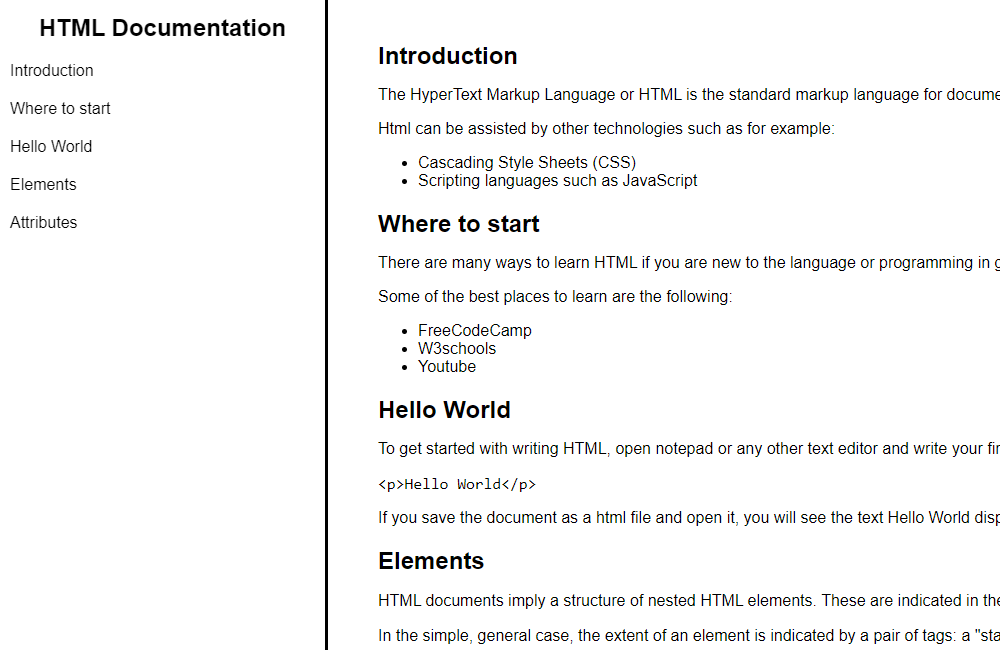 HTML Documentation
Introduction
Where to start
Hello World
Elements
Attributes
Introduction
The HyperText Markup Language or HTML is the standard markup language for docume
Html can be assisted by other technologies such as for example:
• Cascading Style Sheets (CSS)
• Scripting languages such as JavaScript
Where to start
There are many ways to learn HTML if you are new to the language or programming in g
Some of the best places to learn are the following:
• FreeCodeCamp
• W3schools
• Youtube
Hello World
To get started with writing HTML, open notepad or any other text editor and write your fir
<p>Hello World</p>
If you save the document as a html file and open it, you will see the text Hello World disp
Elements
HTML documents imply a structure of nested HTML elements. These are indicated in the
In the simple, general case, the extent of an element is indicated by a pair of tags: a "sta